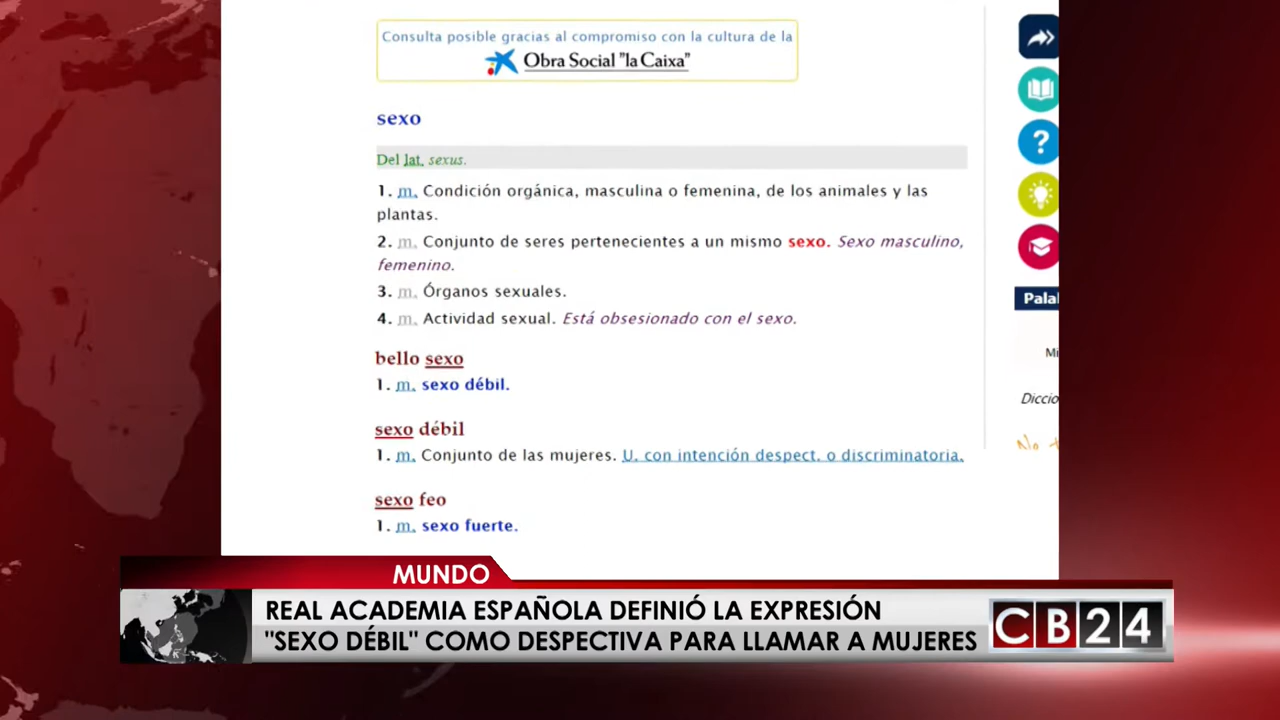 Consulta posible gracias al compromiso con la cultura de la
Obra Social "la Caixa"
sexo
Del lat. sexus.
1. m. Condición orgánica, masculina o femenina, de los animales y las
plantas.
2. m. Conjunto de seres pertenecientes a un mismo sexo. Sexo masculino,
femenino.
3. m. Órganos sexuales.
4. m. Actividad sexual. Está obsesionado con el sexo.
bello sexo
1. m. sexo débil.
sexo débil
1. m. Conjunto de las mujeres. U. con intención despect. o discriminatoria.
sexo feo
1. m. sexo fuerte.
?
Pala
Mi
Diccio
No
MUNDO
REAL ACADEMIA ESPAÑOLA DEFINIÓ LA EXPRESIÓN
"SEXO DÉBIL" COMO DESPECTIVA PARA LLAMAR A MUJERES
CB24